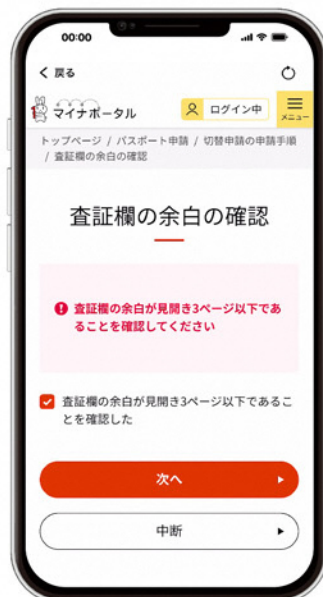 00:00
戻る
マイナポータル
ログイン中
メニュー
トップページ / パスポート申請 / 切替申請の申請手順
/ 査証欄の余白の確認
査証欄の余白の確認
査証欄の余白が見開き3ページ以下であ
ることを確認してください
査証欄の余白が見開き3ページ以下であるこ
とを確認した
次へ
中断